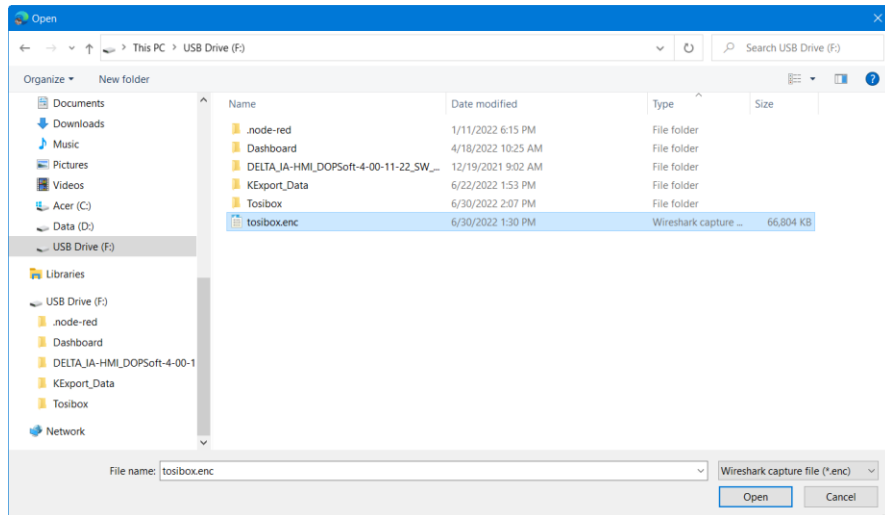 Open
This PC > USB Drive (F:)
Search USB Drive (F:)
Organize
New folder
Documents
Downloads
Music
Pictures
Videos
Acer (C:)
Data (D:)
USB Drive (F:)
Libraries
USB Drive (F:)
.node-red
Dashboard
DELTA_IA-HMI_DOPSoft-4-00-1
KExport_Data
Tosibox
Network
Name Date modified Type Size
.node-red 1/11/2022 6:15 PM File folder
Dashboard 4/18/2022 10:25 AM File folder
DELTA_IA-HMI_DOPSoft-4-00-11-22_SW_... 12/19/2021 9:02 AM File folder
KExport_Data 6/22/2022 1:53 PM File folder
Tosibox 6/30/2022 2:07 PM File folder
tosibox.enc 6/30/2022 1:30 PM Wireshark capture ... 66,804 KB
File name: tosibox.enc
Wireshark capture file (*.enc)
Open Cancel